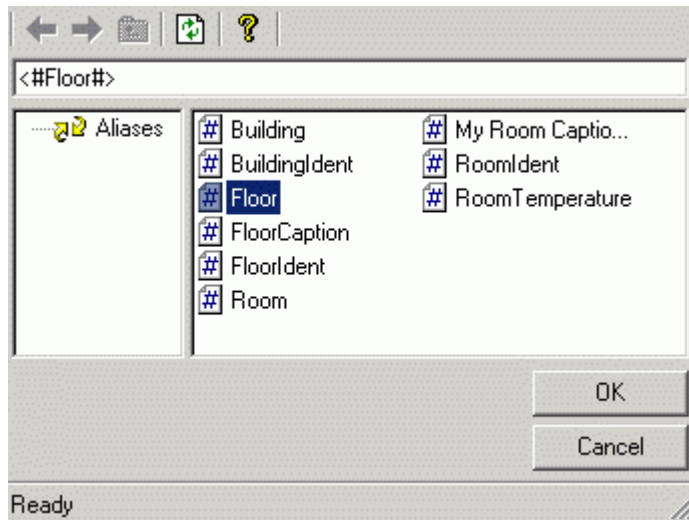 <#Floor#>
Aliases
Building
BuildingIdent
Floor
FloorCaption
FloorIdent
Room
My Room Captio...
RoomIdent
RoomTemperature
OK
Cancel
Ready